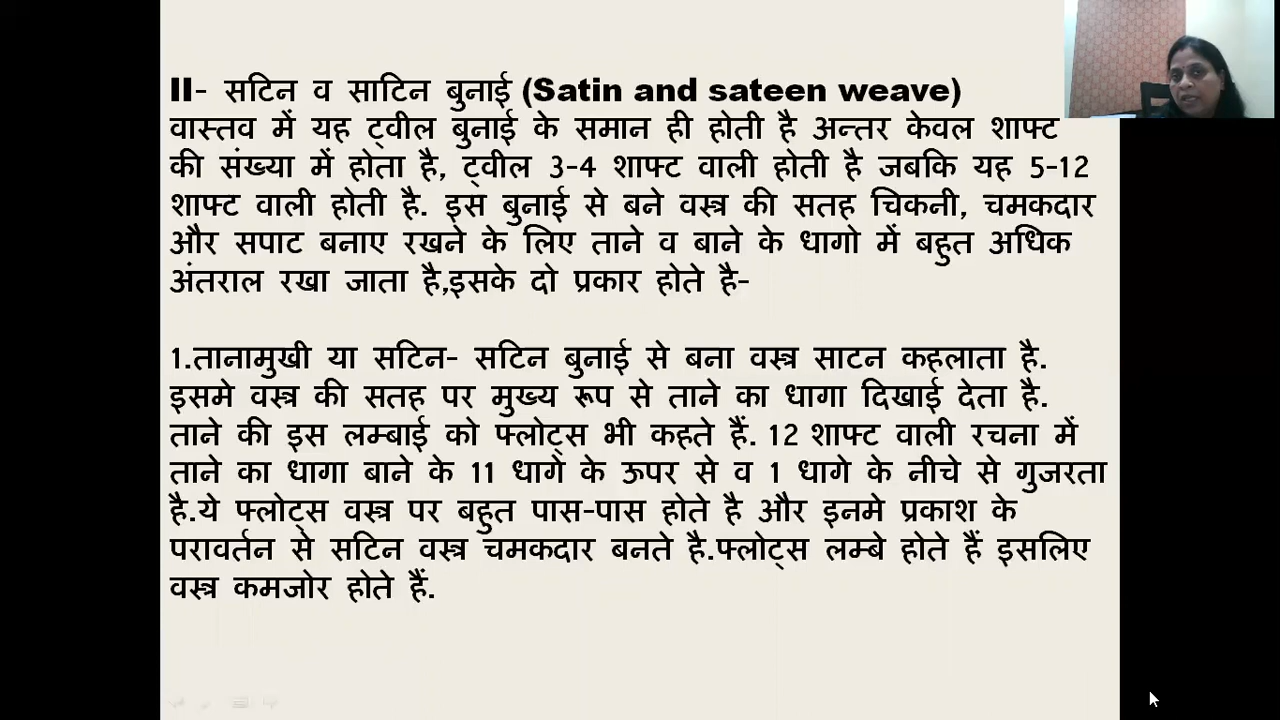 II- सटिन व साटिन बुनाई (Satin and sateen weave)
वास्तव में यह ट्वील बुनाई के समान ही होती है अन्तर केवल शाफ्ट
की संख्या में होता है, ट्वील 3-4 शाफ्ट वाली होती है जबकि यह 5-12
शाफ्ट वाली होती है. इस बुनाई से बने वस्त्र की सतह चिकनी, चमकदार
और सपाट बनाए रखने के लिए ताने व बाने के धागो में बहुत अधिक
अंतराल रखा जाता है,इसके दो प्रकार होते है-
1.तानामुखी या सटिन- सटिन बुनाई से बना वस्त्र साटन कहलाता है.
इसमे वस्त्र की सतह पर मुख्य रूप से ताने का धागा दिखाई देता है.
ताने की इस लम्बाई को फ्लोट्स भी कहते हैं. 12 शाफ्ट वाली रचना में
ताने का धागा बाने के 11 धागे के ऊपर से व 1 धागे के नीचे से गुजरता
है.ये फ्लोट्स वस्त्र पर बहुत पास-पास होते है और इनमे प्रकाश के
परावर्तन से सटिन वस्त्र चमकदार बनते है.फ्लोट्स लम्बे होते हैं इसलिए
वस्त्र कमजोर होते हैं.